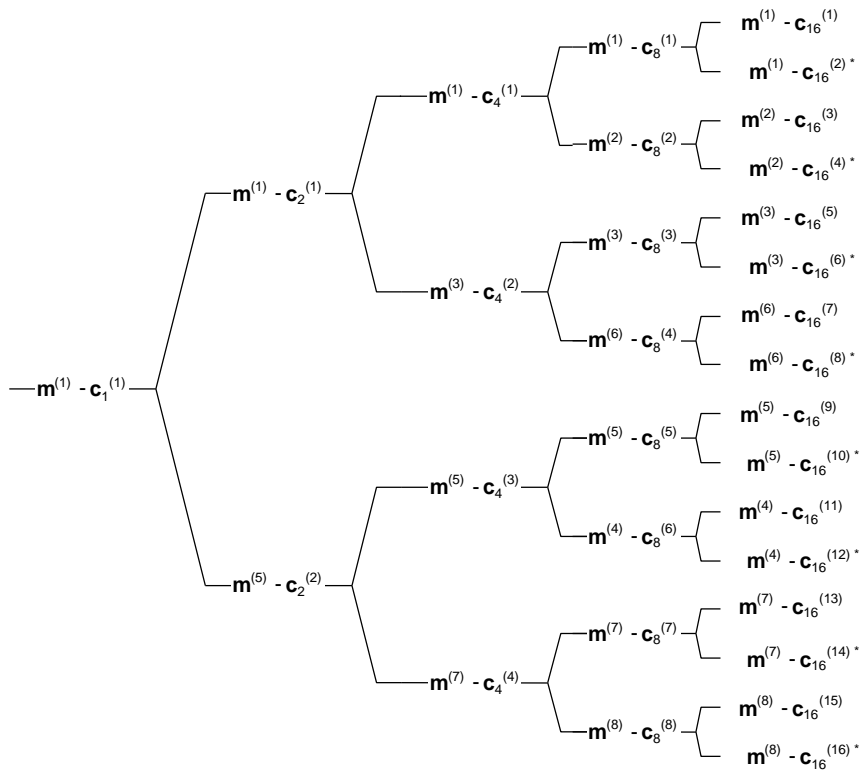 m⁽¹⁾ - c₁₆⁽¹⁾
m⁽¹⁾ - c₈⁽¹⁾
m⁽¹⁾ - c₁₆⁽²⁾ *
m⁽¹⁾ - c₄⁽¹⁾
m⁽²⁾ - c₁₆⁽³⁾
m⁽²⁾ - c₈⁽²⁾
m⁽²⁾ - c₁₆⁽⁴⁾ *
m⁽¹⁾ - c₂⁽¹⁾
m⁽³⁾ - c₁₆⁽⁵⁾
m⁽³⁾ - c₈⁽³⁾
m⁽³⁾ - c₁₆⁽⁶⁾ *
m⁽³⁾ - c₄⁽²⁾
m⁽⁶⁾ - c₁₆⁽⁷⁾
m⁽⁶⁾ - c₈⁽⁴⁾
m⁽⁶⁾ - c₁₆⁽⁸⁾ *
m⁽¹⁾ - c₁⁽¹⁾
m⁽⁵⁾ - c₁₆⁽⁹⁾
m⁽⁵⁾ - c₈⁽⁵⁾
m⁽⁵⁾ - c₁₆⁽¹⁰⁾ *
m⁽⁵⁾ - c₄⁽³⁾
m⁽⁴⁾ - c₁₆⁽¹¹⁾
m⁽⁴⁾ - c₈⁽⁶⁾
m⁽⁴⁾ - c₁₆⁽¹²⁾ *
m⁽⁵⁾ - c₂⁽²⁾
m⁽⁷⁾ - c₁₆⁽¹³⁾
m⁽⁷⁾ - c₈⁽⁷⁾
m⁽⁷⁾ - c₁₆⁽¹⁴⁾ *
m⁽⁷⁾ - c₄⁽⁴⁾
m⁽⁸⁾ - c₁₆⁽¹⁵⁾
m⁽⁸⁾ - c₈⁽⁸⁾
m⁽⁸⁾ - c₁₆⁽¹⁶⁾ *